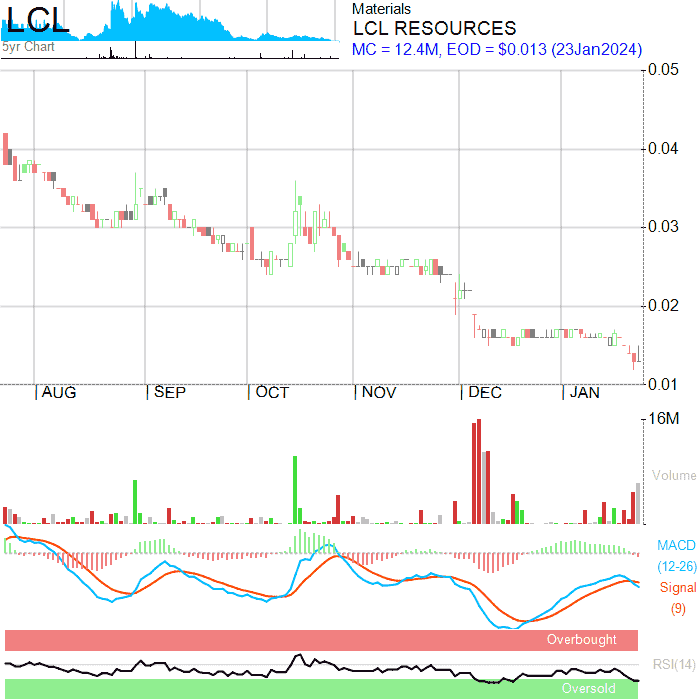 LCL
5yr Chart
Materials
LCL RESOURCES
MC = 12.4M, EOD = $0.013 (23Jan2024)
0.05
0.04
0.03
0.02
0.01
AUG SEP OCT NOV DEC JAN
16M
Volume
MACD
(12-26)
Signal
(9)
Overbought
RSI(14)
Oversold